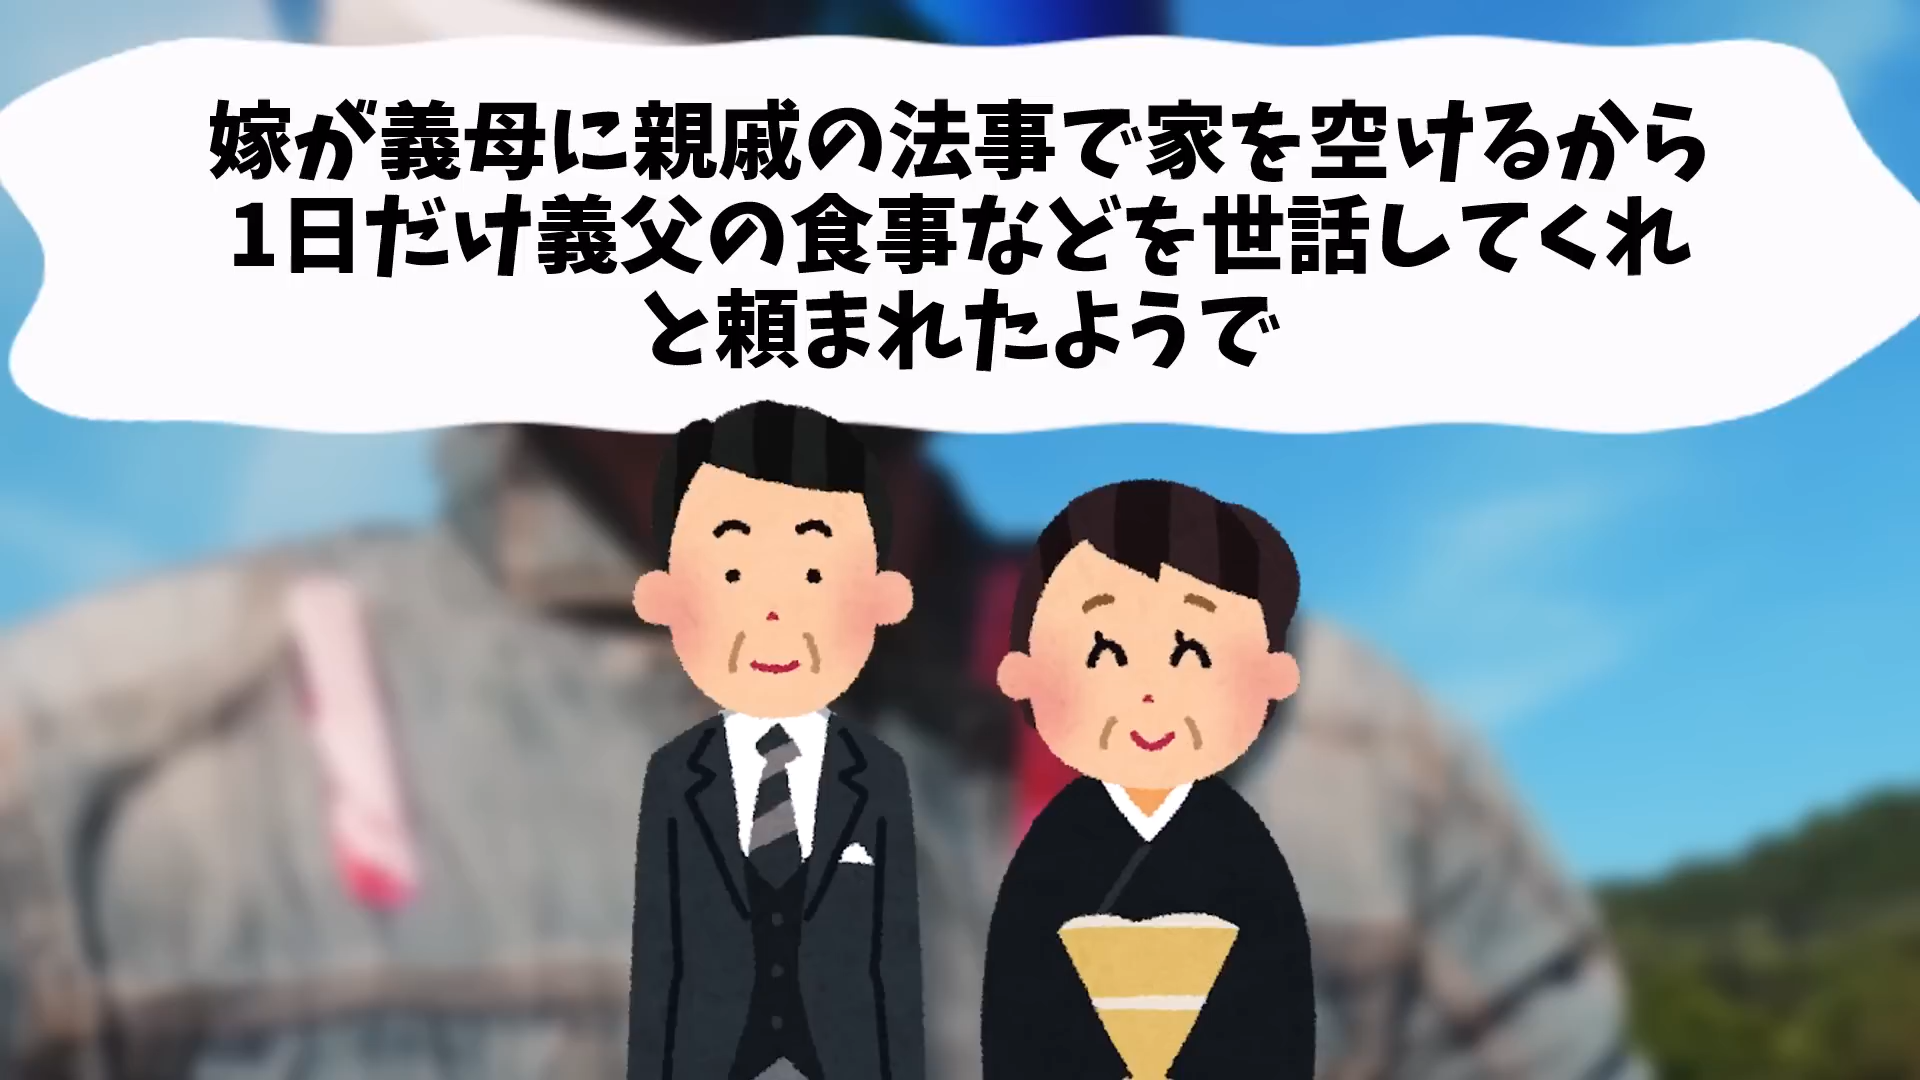 嫁が義母に親戚の法事で家を空けるから
1日だけ義父の食事などを世話してくれ
と頼まれたようで